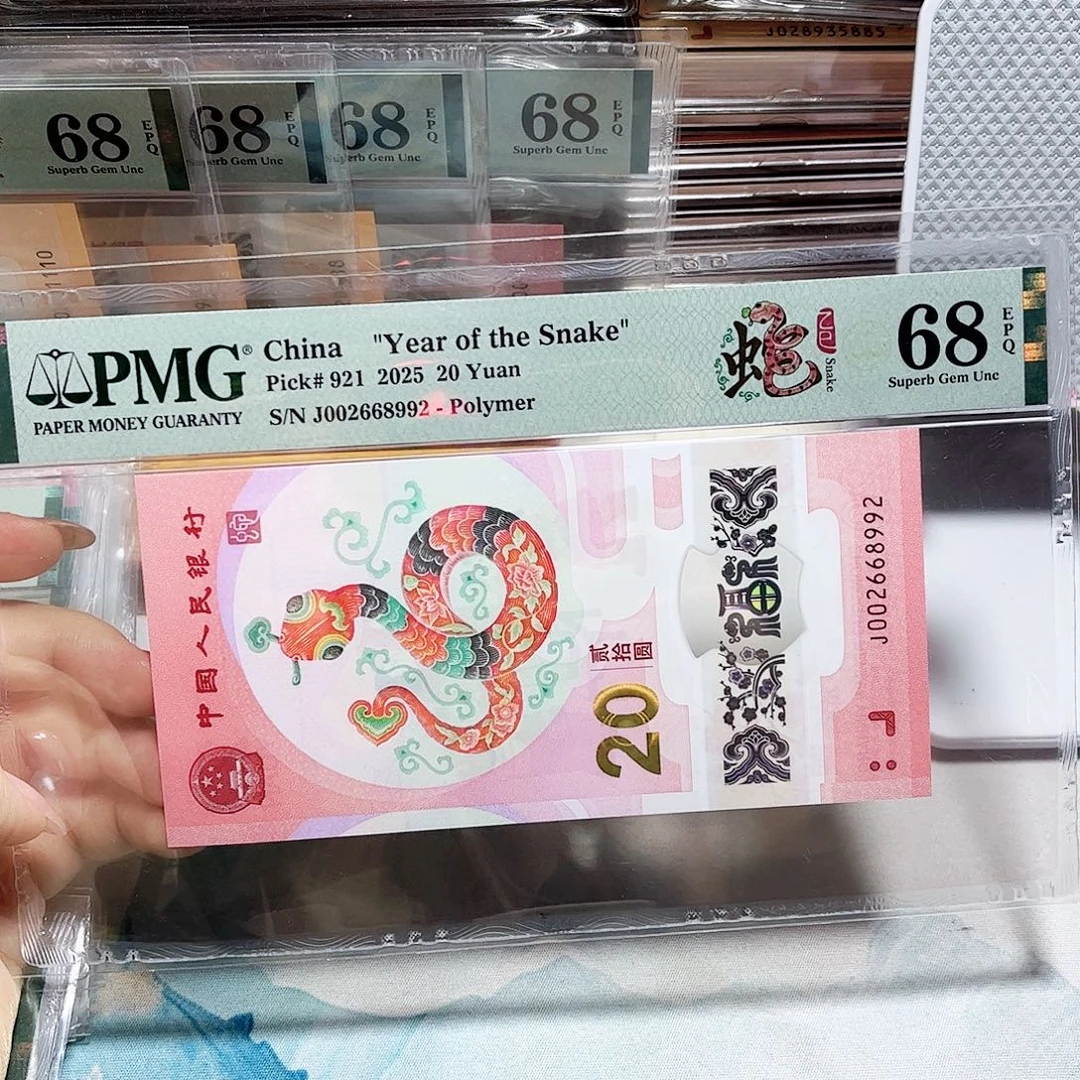 J028935885
68
EPQ
Superb Gem Unc
68
EPQ
Superb Gem Unc
68
EPQ
Superb Gem Unc
68
EPQ
Superb Gem Unc
110
PMG®
PAPER MONEY GUARANTY
China "Year of the Snake"
Pick# 921 2025 20 Yuan
S/N J002668992 - Polymer
蛇
Snake
68
EPQ
Superb Gem Unc
中国人民银行
贰拾圆
20
福
J002668992